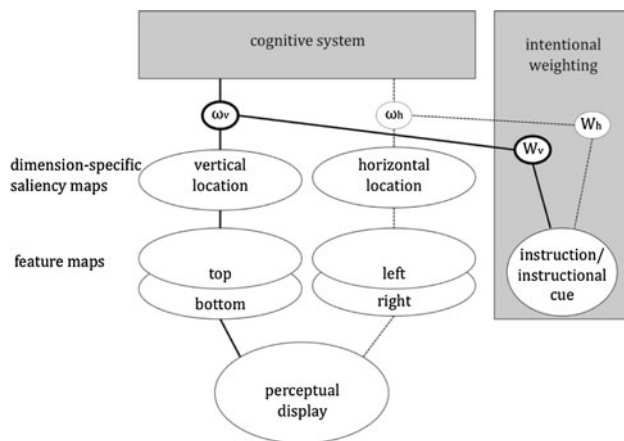 cognitive system
intentional
weighting
ωv
ωh
Wh
Wv
dimension-specific
saliency maps
vertical
location
horizontal
location
feature maps
top
left
bottom
right
instruction/
instructional
cue
perceptual
display